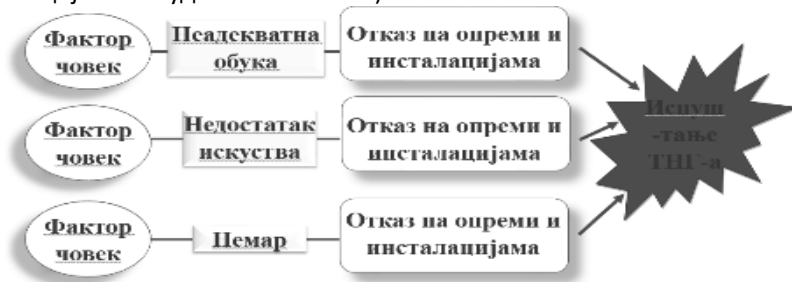 Фактор
човек
Неадекватна
обука
Отказ на опреми и
инсталацијама
Фактор
човек
Недостатак
искуства
Отказ на опреми и
инсталацијама
Фактор
човек
Немар
Отказ на опреми и
инсталацијама
Испуш
-тање
ТНГ-а